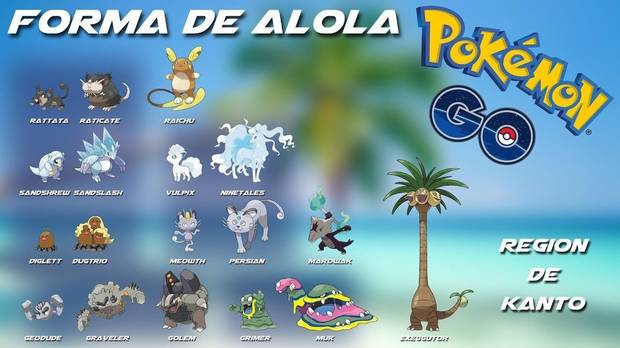 FORMA DE ALOLA
POKÉMON
GO
RATTATA RATICATE RAICHU
SANDSHREW SANDSLASH VULPIX NINETALES
DIGLETT DUGTRIO MEOWTH PERSIAN MAROWAK
REGION
DE
KANTO
GEODUDE GRAVELER GOLEM GRIMER MUK EXEGGUTOR